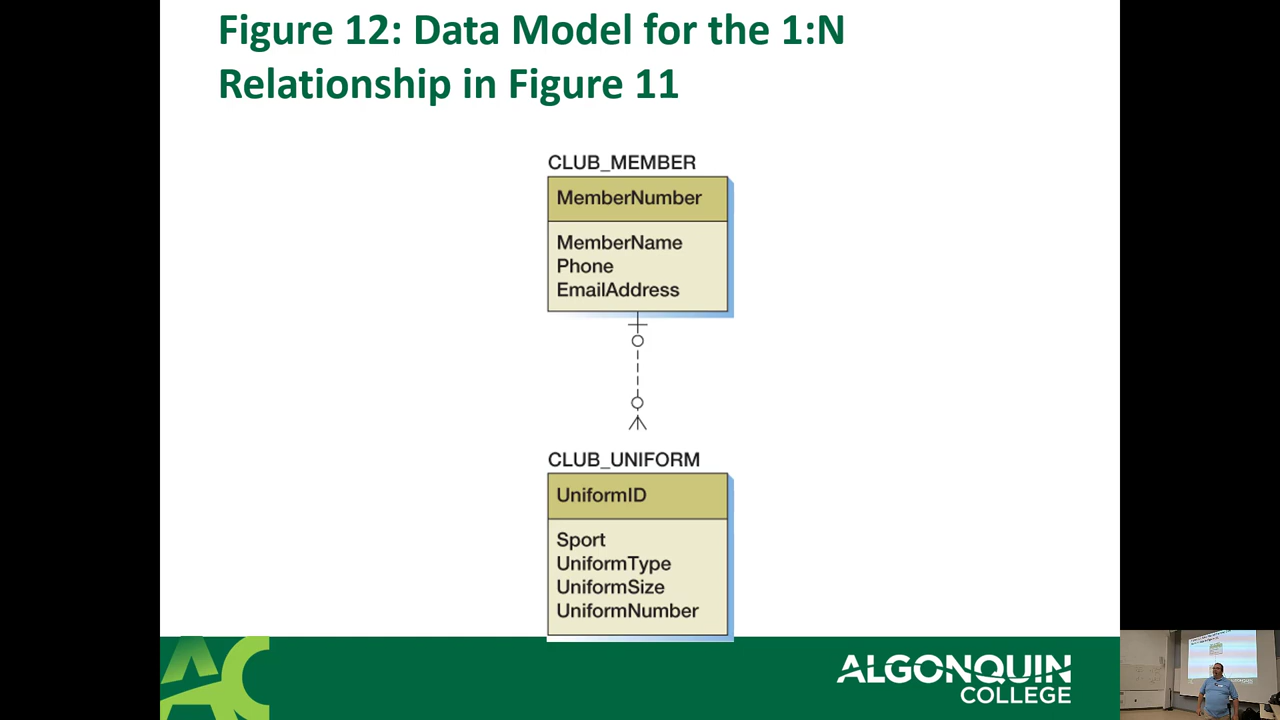 Figure 12: Data Model for the 1:N
Relationship in Figure 11
CLUB_MEMBER
MemberNumber
MemberName
Phone
EmailAddress
CLUB_UNIFORM
UniformID
Sport
UniformType
UniformSize
UniformNumber
AC
ALGONQUIN
COLLEGE